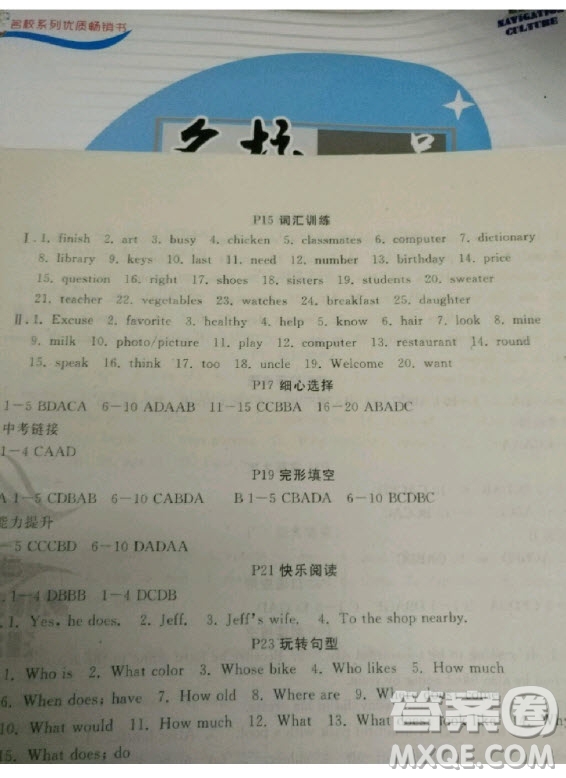 名校系列优质畅销书
NAVIGATION
CULTURE
名校
P15 词汇训练
Ⅰ. 1. finish 2. art 3. busy 4. chicken 5. classmates 6. computer 7. dictionary
8. library 9. keys 10. last 11. need 12. number 13. birthday 14. price
15. question 16. right 17. shoes 18. sisters 19. students 20. sweater
21. teacher 22. vegetables 23. watches 24. breakfast 25. daughter
Ⅱ. 1. Excuse 2. favorite 3. healthy 4. help 5. know 6. hair 7. look 8. mine
9. milk 10. photo/picture 11. play 12. computer 13. restaurant 14. round
15. speak 16. think 17. too 18. uncle 19. Welcome 20. want
P17 细心选择
1-5 BDACA 6-10 ADAAB 11-15 CCBBA 16-20 ABADC
中考链接
1-4 CAAD
P19 完形填空
A 1-5 CDBAB 6-10 CABDA B 1-5 CBADA 6-10 BCDBC
能力提升
-5 CCCBD 6-10 DADAA
P21 快乐阅读
. 1-4 DBBB 1-4 DCDB
. 1. Yes, he does. 2. Jeff. 3. Jeff's wife. 4. To the shop nearby.
P23 玩转句型
. 1. Who is 2. What color 3. Whose bike 4. Who likes 5. How much
6. When does; have 7. How old 8. Where are 9. Where does
10. What would 11. How much 12. What 13. What does; look like
15. What does; do
答案圈
MXQE.COM